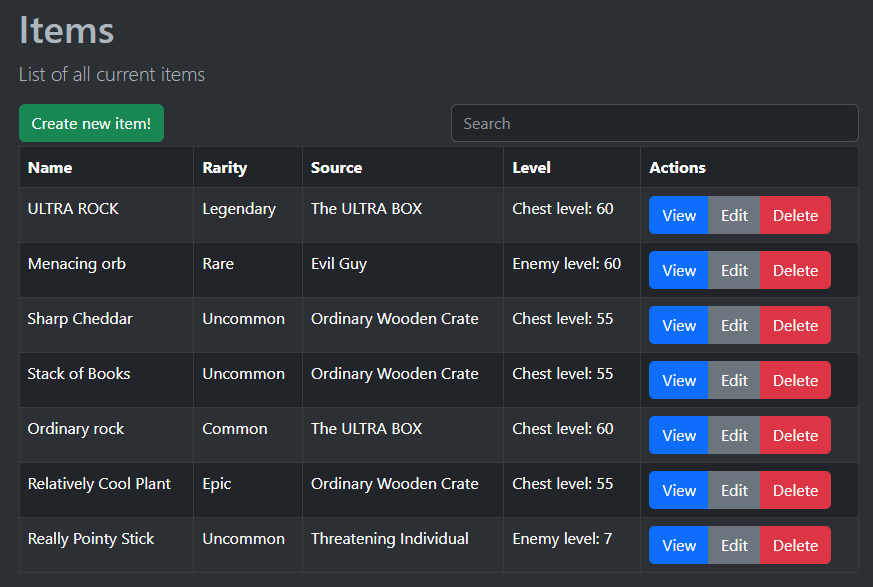 Items
List of all current items
Create new item! Search
Name Rarity Source Level Actions
ULTRA ROCK Legendary The ULTRA BOX Chest level: 60 View Edit Delete
Menacing orb Rare Evil Guy Enemy level: 60 View Edit Delete
Sharp Cheddar Uncommon Ordinary Wooden Crate Chest level: 55 View Edit Delete
Stack of Books Uncommon Ordinary Wooden Crate Chest level: 55 View Edit Delete
Ordinary rock Common The ULTRA BOX Chest level: 60 View Edit Delete
Relatively Cool Plant Epic Ordinary Wooden Crate Chest level: 55 View Edit Delete
Really Pointy Stick Uncommon Threatening Individual Enemy level: 7 View Edit Delete